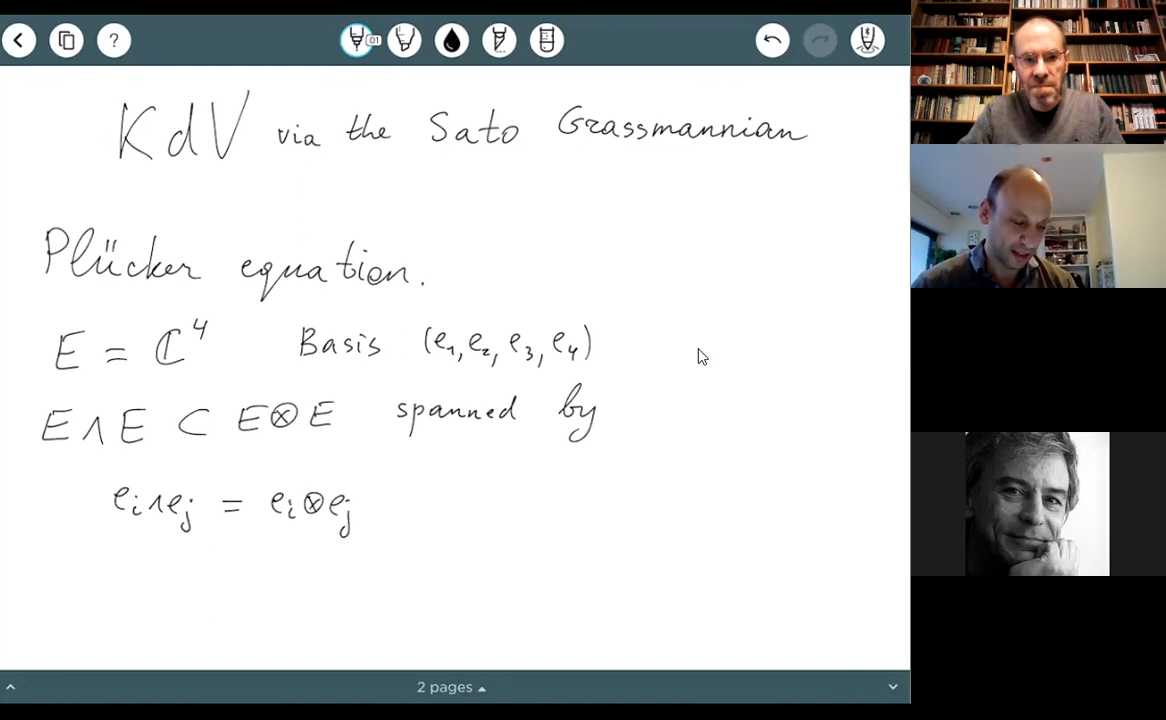 ? 01
KdV via the Sato Grassmannian
Plücker equation.
E = ℂ⁴ Basis (e₁, e₂, e₃, e₄)
E ∧ E ⊂ E ⊗ E spanned by
eᵢ ∧ eⱼ = eᵢ ⊗ eⱼ
2 pages